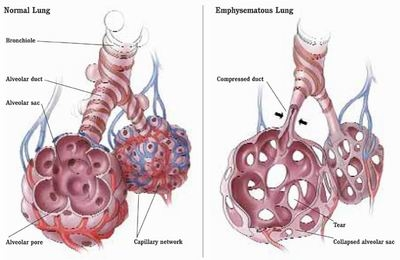 Normal Lung
Bronchiole
Alveolar duct
Alveolar sac
Alveolar pore
Capillary network
Emphysematous Lung
Compressed duct
Tear
Collapsed alveolar sac